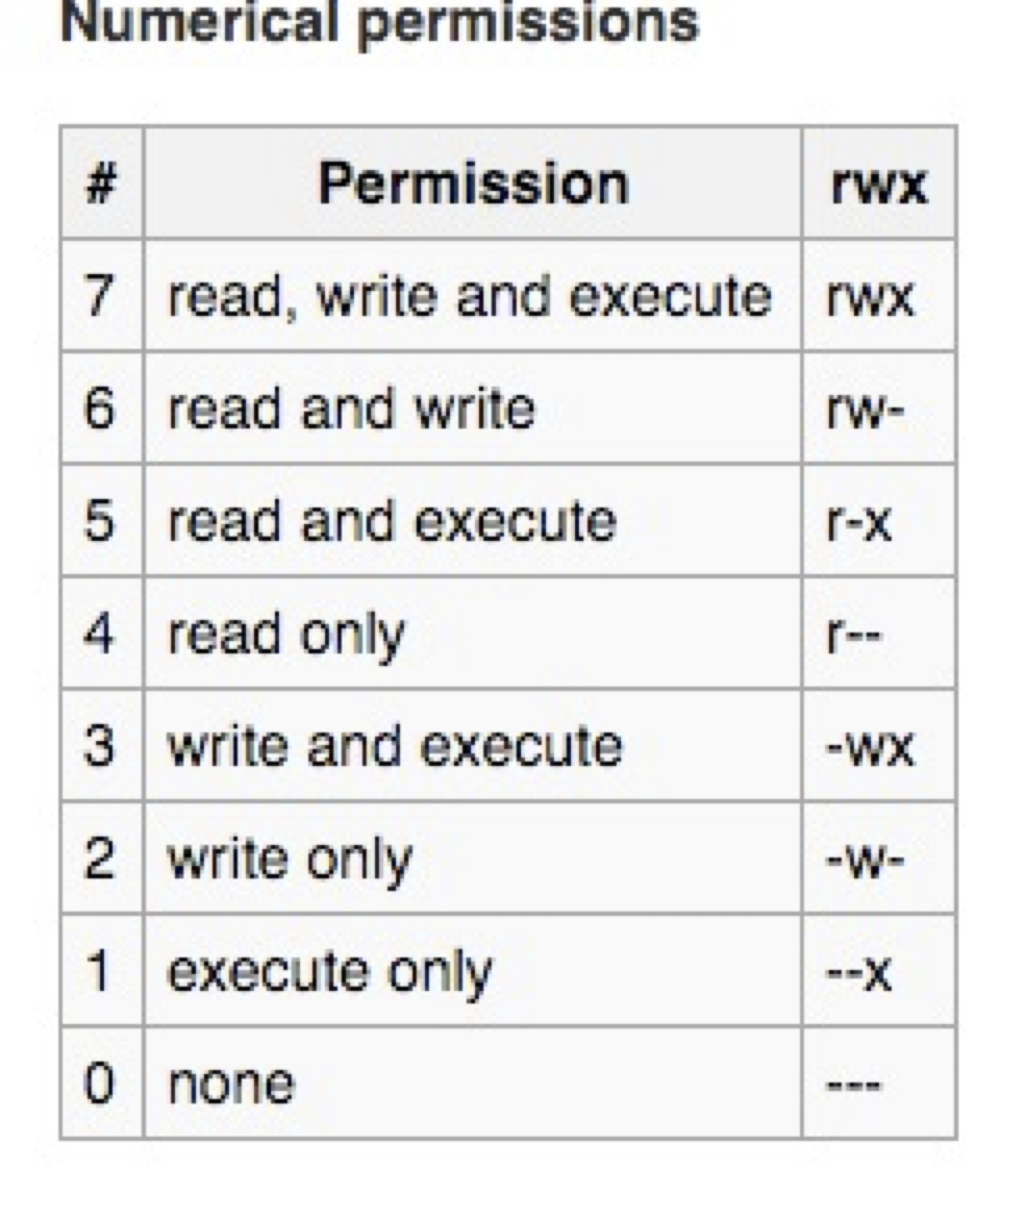 Numerical permissions
# Permission rwx
7 read, write and execute rwx
6 read and write rw-
5 read and execute r-x
4 read only r--
3 write and execute -wx
2 write only -w-
1 execute only --x
0 none ---